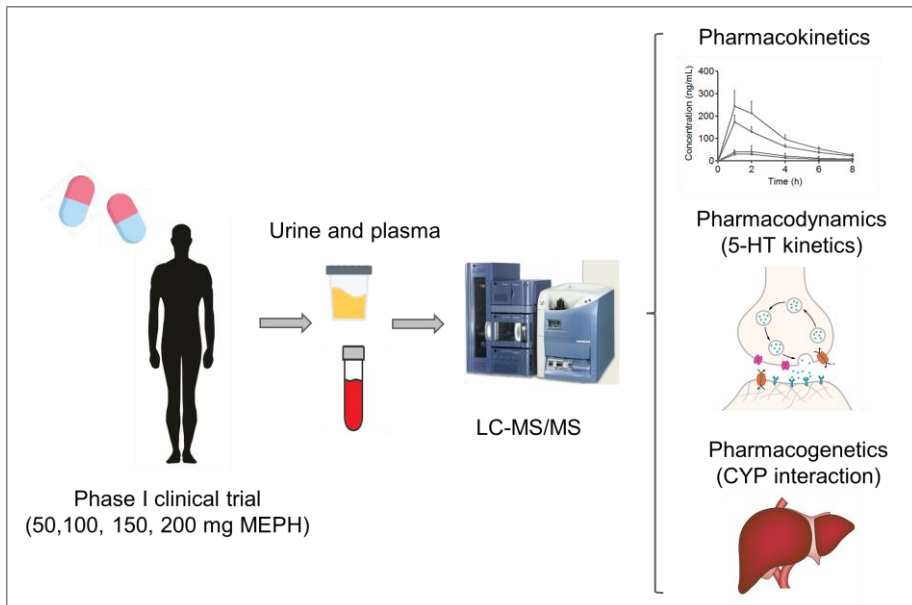 Pharmacokinetics
Concentration (ng/mL)
400
300
200
100
0
0 2 4 6 8
Time (h)
Urine and plasma
Pharmacodynamics
(5-HT kinetics)
LC-MS/MS
Pharmacogenetics
(CYP interaction)
Phase I clinical trial
(50,100, 150, 200 mg MEPH)